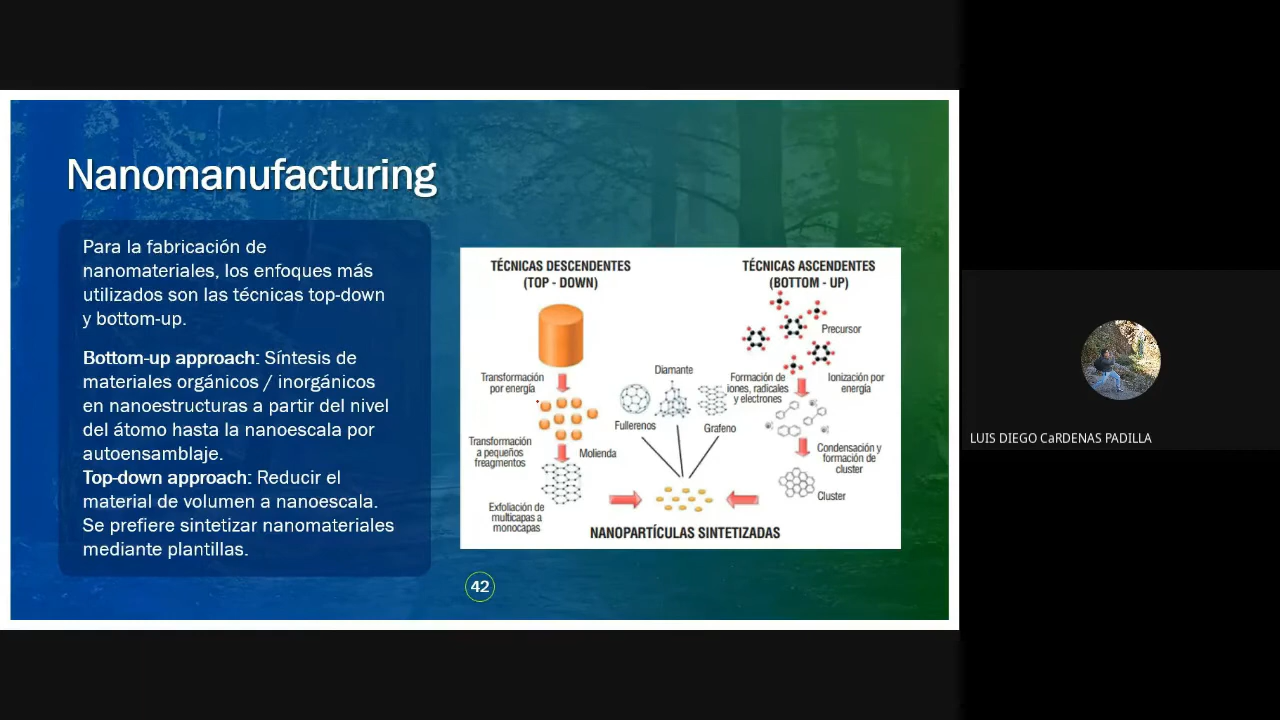 Nanomanufacturing
Para la fabricación de
nanomateriales, los enfoques más
utilizados son las técnicas top-down
y bottom-up.
Bottom-up approach: Síntesis de
materiales orgánicos / inorgánicos
en nanoestructuras a partir del nivel
del átomo hasta la nanoescala por
autoensamblaje.
Top-down approach: Reducir el
material de volumen a nanoescala.
Se prefiere sintetizar nanomateriales
mediante plantillas.
TÉCNICAS DESCENDENTES
(TOP - DOWN)
Transformación
por energía
Transformación
a pequeños
freagmentos
Molienda
Exfoliación de
multicapas a
monocapas
Diamante
Fullerenos
Grafeno
TÉCNICAS ASCENDENTES
(BOTTOM - UP)
Precursor
Formación de
iones, radicales
y electrones
Ionización por
energía
Condensación y
formación de
cluster
Cluster
NANOPARTÍCULAS SINTETIZADAS
42
LUIS DIEGO CaRDENAS PADILLA